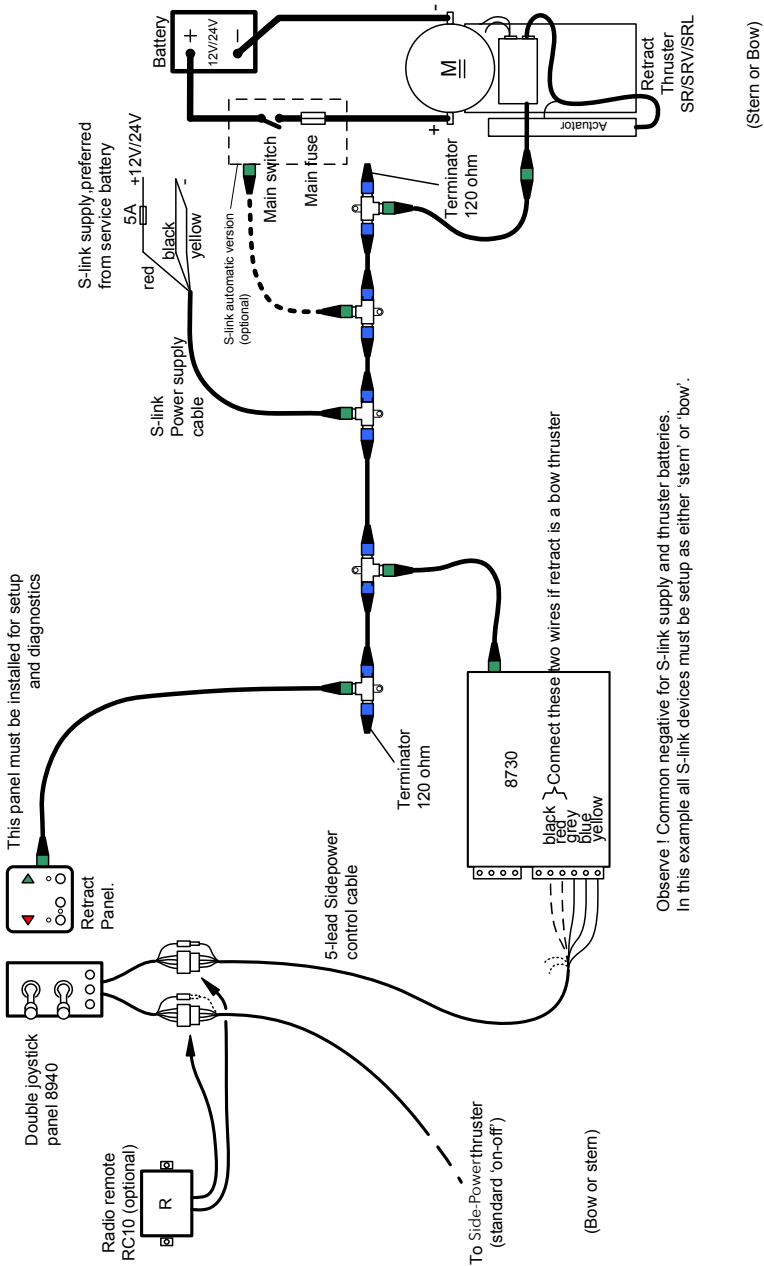 Double joystick
panel 8940
Radio remote
RC10 (optional)
R
This panel must be installed for setup
and diagnostics
Retract
Panel.
S-link supply,preferred
from service battery
5A
+12V/24V
red
black
yellow
-
S-link
Power supply
cable
Battery
+
12V/24V
-
S-link automatic version
(optional)
Main switch
Main fuse
+
-
M
Actuator
Retract
Thruster
SR/SRV/SRL
(Stern or Bow)
Terminator
120 ohm
Terminator
120 ohm
5-lead Sidepower
control cable
8730
black
red
grey
blue
yellow
Connect these two wires if retract is a bow thruster
To Side-Powerthruster
(standard 'on-off')
(Bow or stern)
Observe ! Common negative for S-link supply and thruster batteries.
In this example all S-link devices must be setup as either 'stern' or 'bow'.